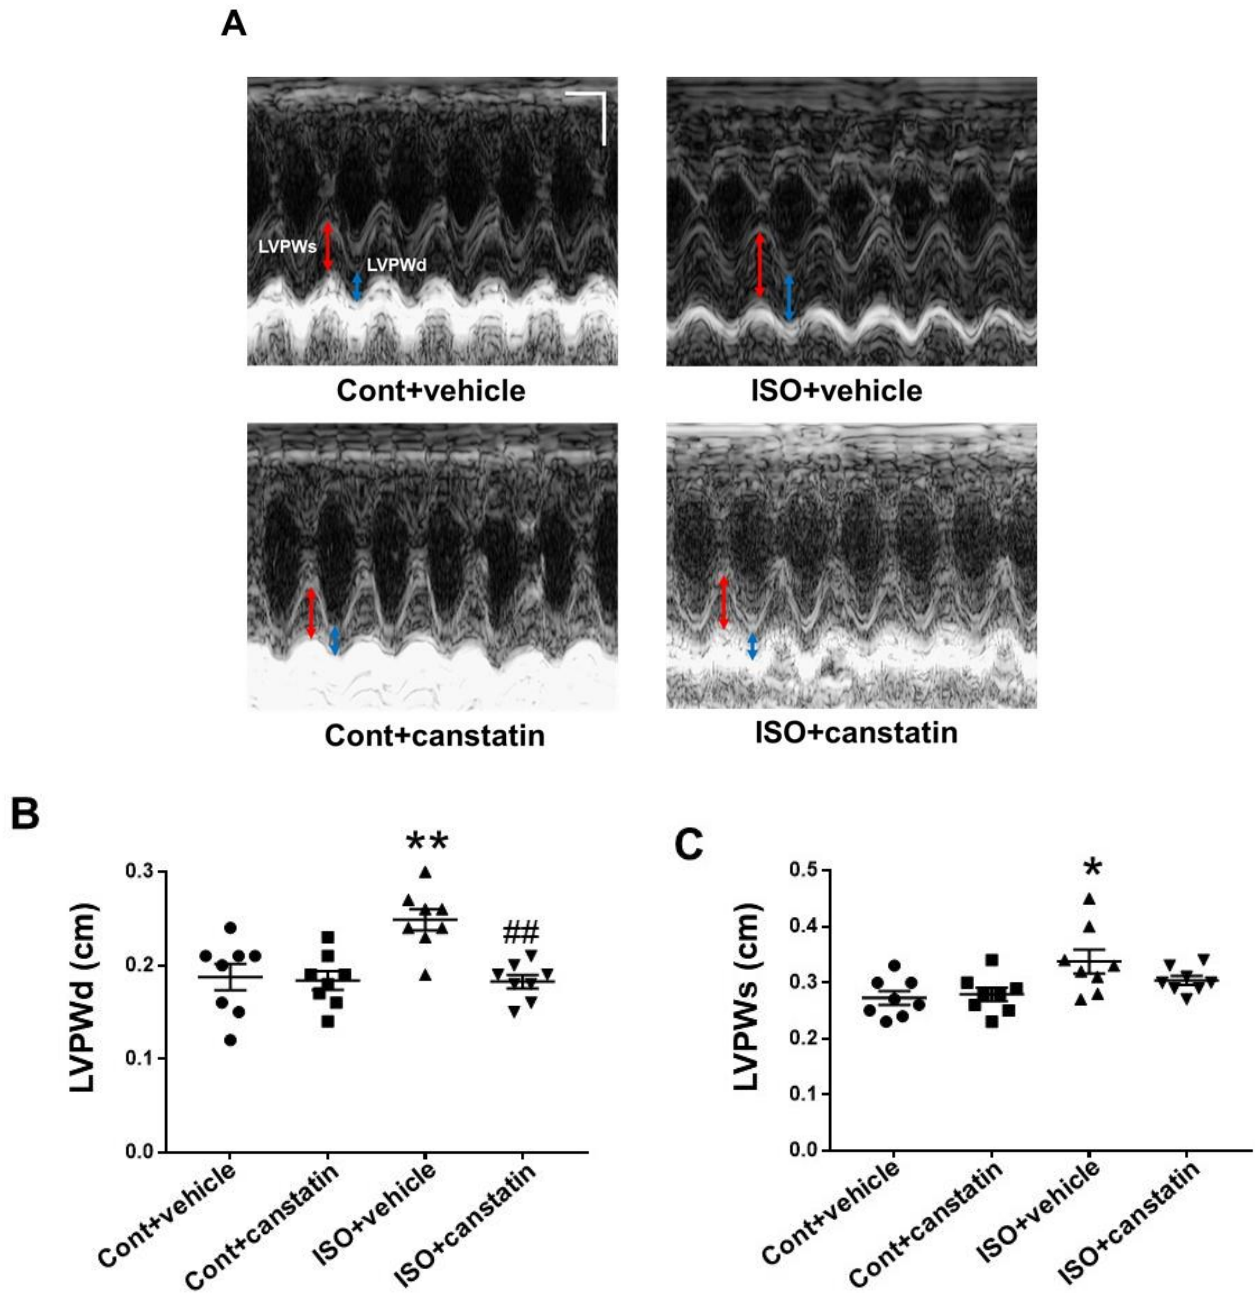 A
LVPWs
LVPWd
Cont+vehicle
ISO+vehicle
Cont+canstatin
ISO+canstatin
B
**
##
LVPWd (cm)
0.3
0.2
0.1
0.0
Cont+vehicle
Cont+canstatin
ISO+vehicle
ISO+canstatin
C
*
LVPWs (cm)
0.5
0.4
0.3
0.2
0.1
0.0
Cont+vehicle
Cont+canstatin
ISO+vehicle
ISO+canstatin